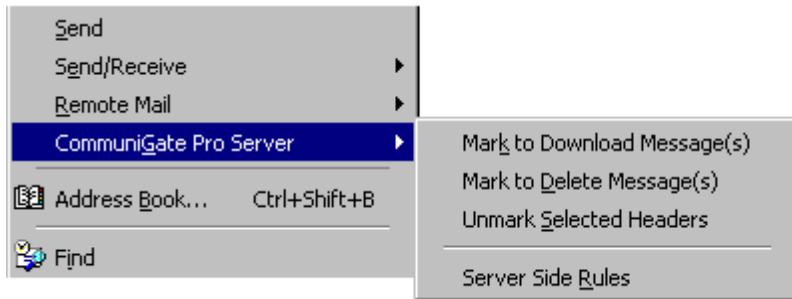 Send
Send/Receive
Remote Mail
CommuniGate Pro Server
Address Book... Ctrl+Shift+B
Find
Mark to Download Message(s)
Mark to Delete Message(s)
Unmark Selected Headers
Server Side Rules